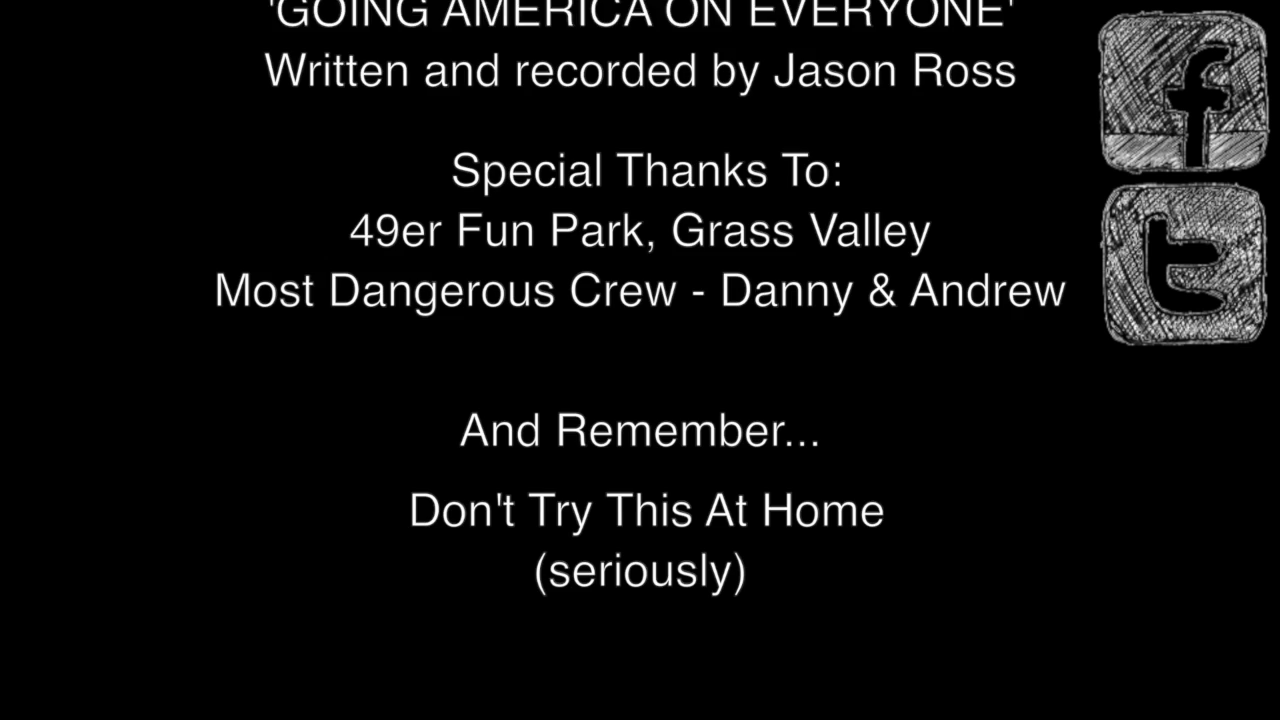 'GOING AMERICA ON EVERYONE'
Written and recorded by Jason Ross
Special Thanks To:
49er Fun Park, Grass Valley
Most Dangerous Crew - Danny & Andrew
And Remember...
Don't Try This At Home
(seriously)